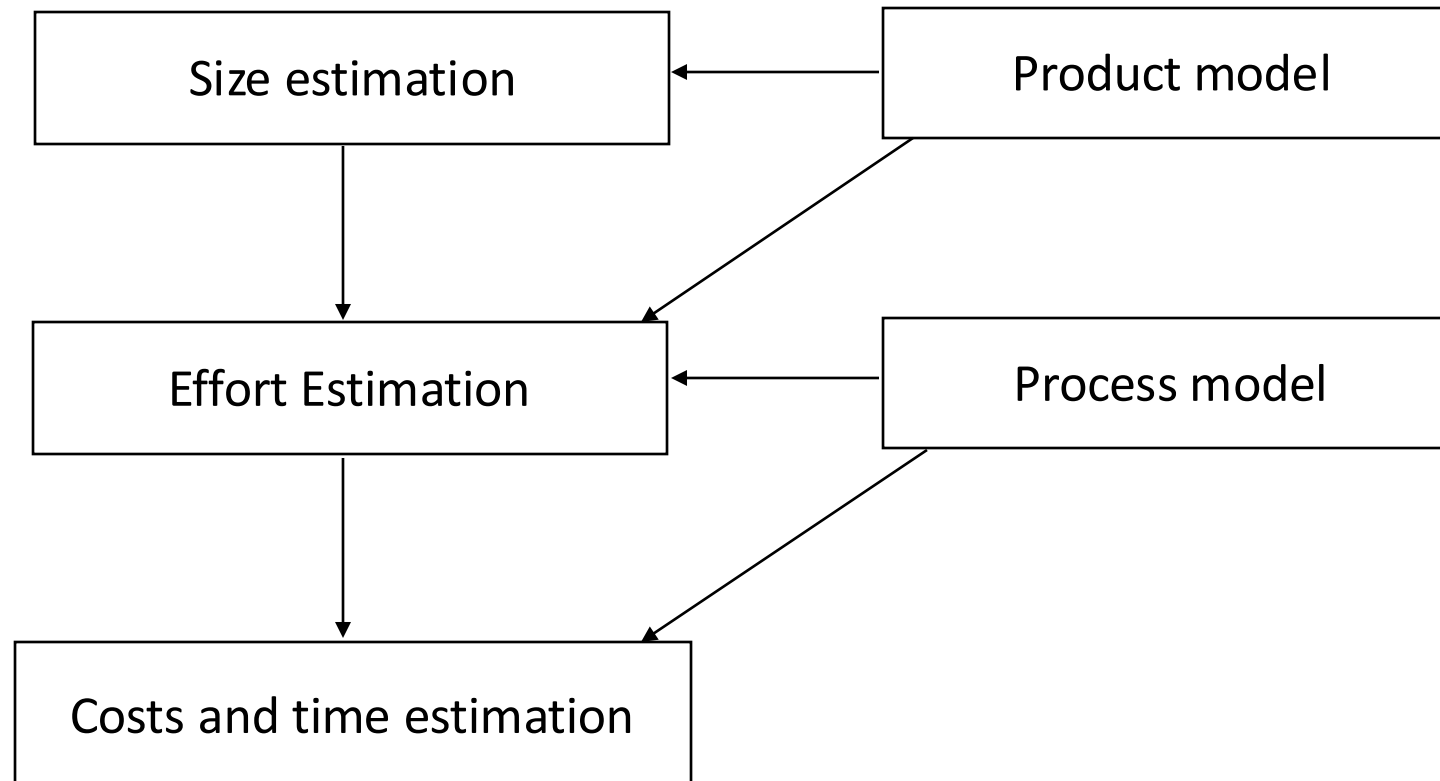 Size estimation
Product model
Effort Estimation
Process model
Costs and time estimation